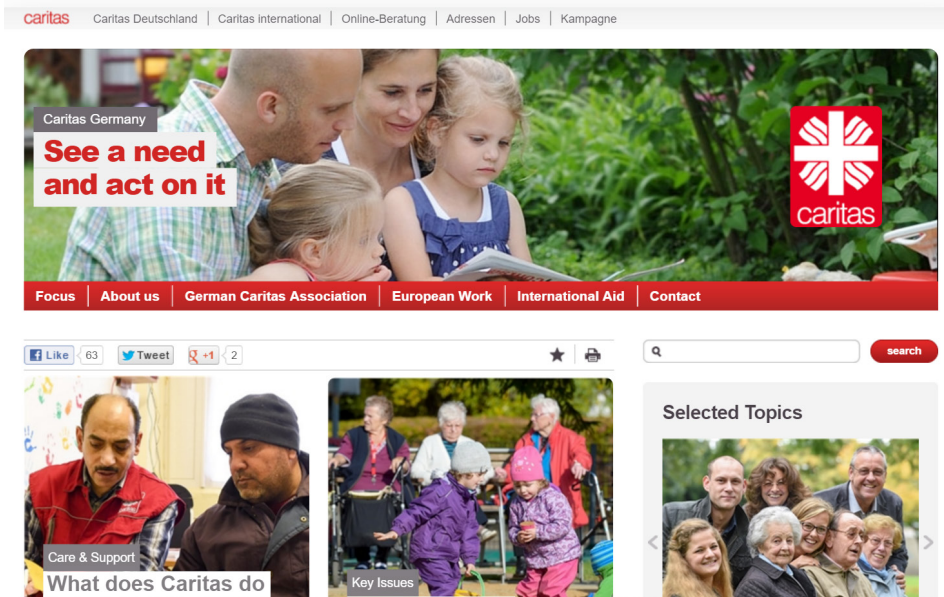 caritas Caritas Deutschland | Caritas international | Online-Beratung | Adressen | Jobs | Kampagne
Caritas Germany
See a need
and act on it
caritas
Focus | About us | German Caritas Association | European Work | International Aid | Contact
Like 63 Tweet +1 2
search
Selected Topics
Care & Support
What does Caritas do
Key Issues